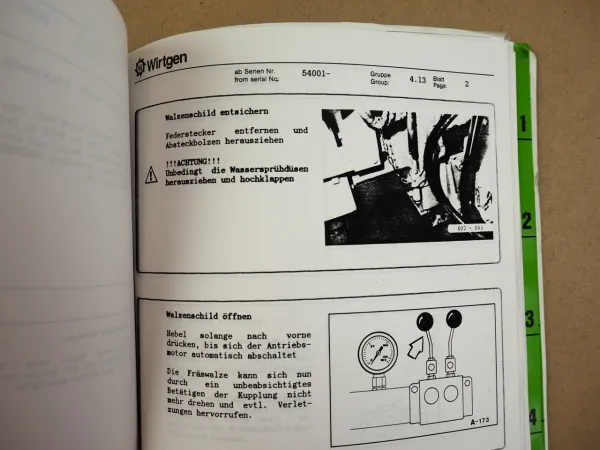 Wirtgen
ab Serien Nr. 54001- Gruppe 4.13 Blatt 2
from serial No. Group: Page
Walzenschild entsichern
Federstecker entfernen und
Absteckbolzen herausziehen
!!!ACHTUNG!!!
Unbedingt die Wassersprühdüsen
herausziehen und hochklappen
Walzenschild öffnen
Hebel solange nach vorne
drücken, bis sich der Antriebs-
motor automatisch abschaltet
Die Fräswalze kann sich nun
durch ein unbeabsichtigtes
Betätigen der Kupplung nicht
mehr drehen und evtl. Verlet-
zungen hervorrufen.
A-173
1
2
3
4